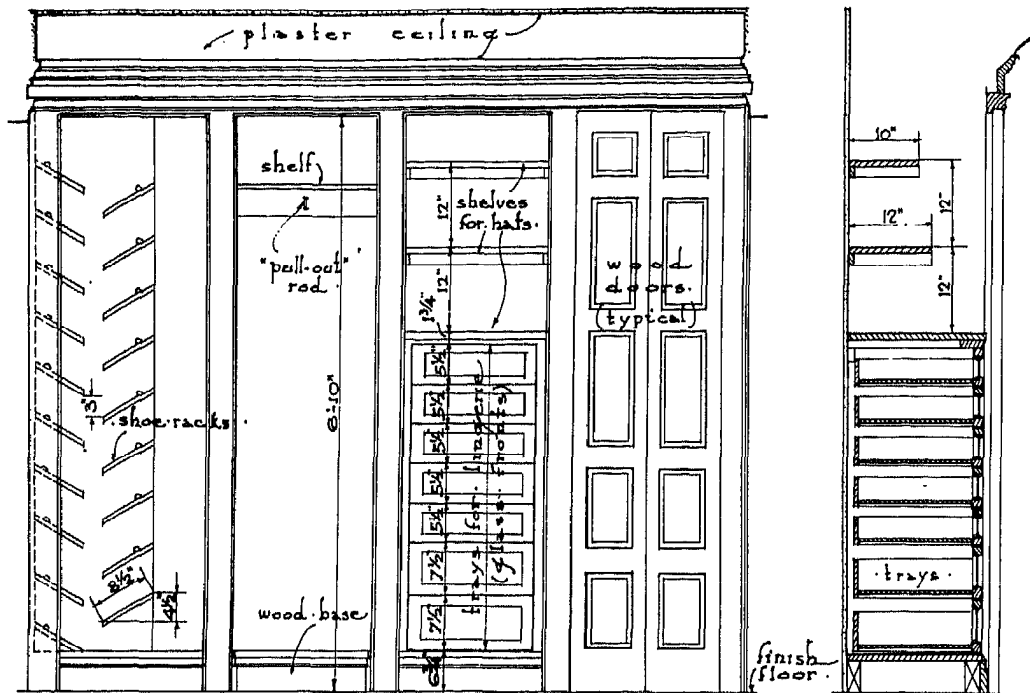 plaster ceiling
shelf
"pull-out"
rod
shelves
for hats.
12"
12"
1¾"
5½"
5½"
5½"
5½"
5½"
7½"
7½"
trays for lingerie
(glass fronts)
wood
doors.
(typical)
6'-10"
3"
shoe racks.
8½"
4½"
wood base
finish
floor.
10"
12"
12"
12"
trays.